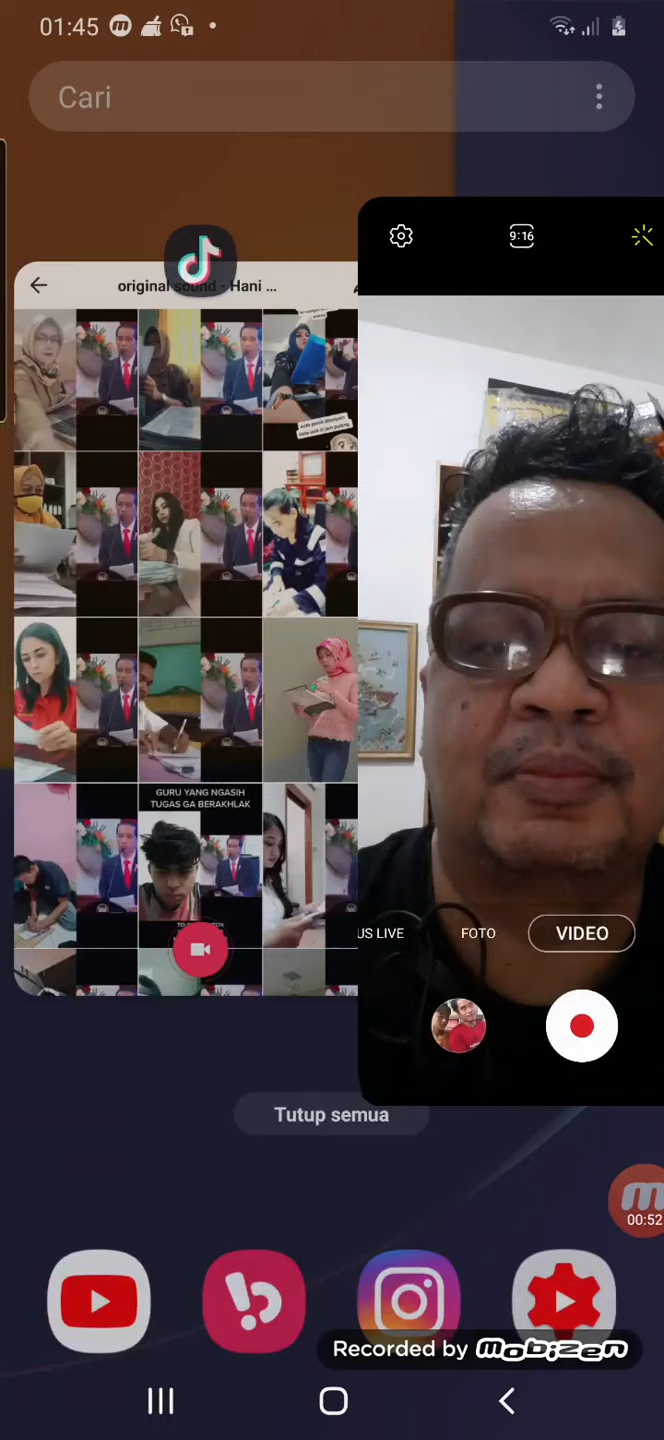 01:45
Cari
original sound - Hani ...
9:16
GURU YANG NGASIH
TUGAS GA BERAKHLAK
US LIVE
FOTO
VIDEO
Tutup semua
00:52
Recorded by mobizen